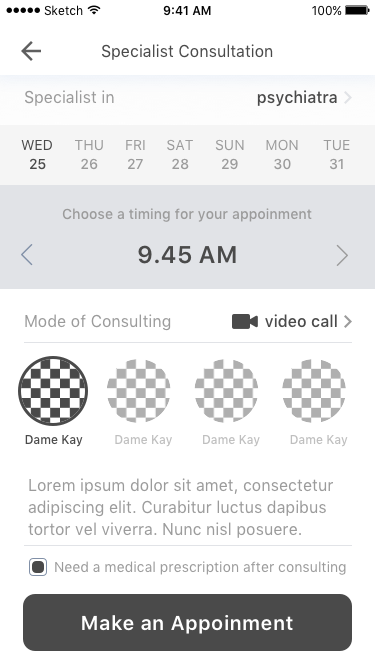 Sketch 9:41 AM 100%
Specialist Consultation
Specialist in psychiatra
WED THU FRI SAT SUN MON TUE
25 26 27 28 29 30 31
Choose a timing for your appoinment
9.45 AM
Mode of Consulting video call
Dame Kay Dame Kay Dame Kay Dame Kay
Lorem ipsum dolor sit amet, consectetur
adipiscing elit. Curabitur luctus dapibus
tortor vel viverra. Nunc nisl posuere.
Need a medical prescription after consulting
Make an Appoinment